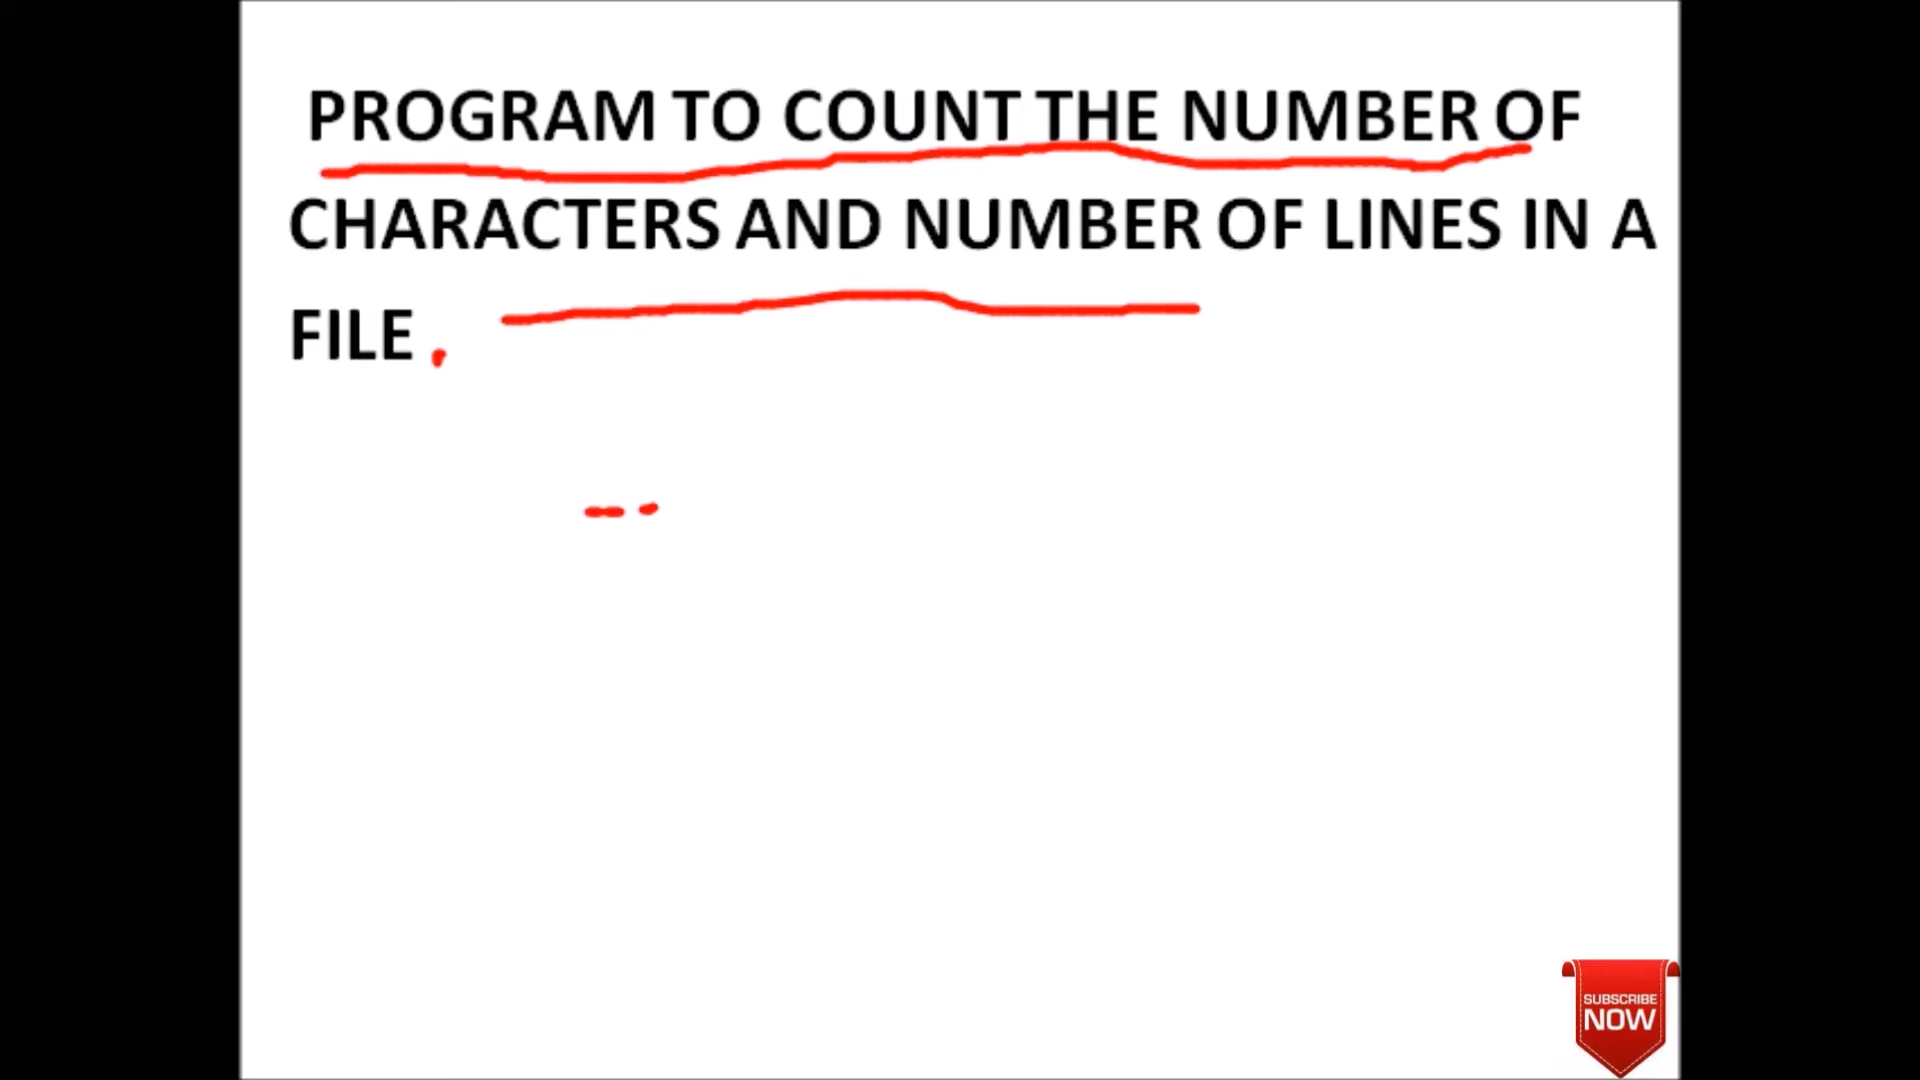 PROGRAM TO COUNT THE NUMBER OF
CHARACTERS AND NUMBER OF LINES IN A
FILE .
SUBSCRIBE
NOW